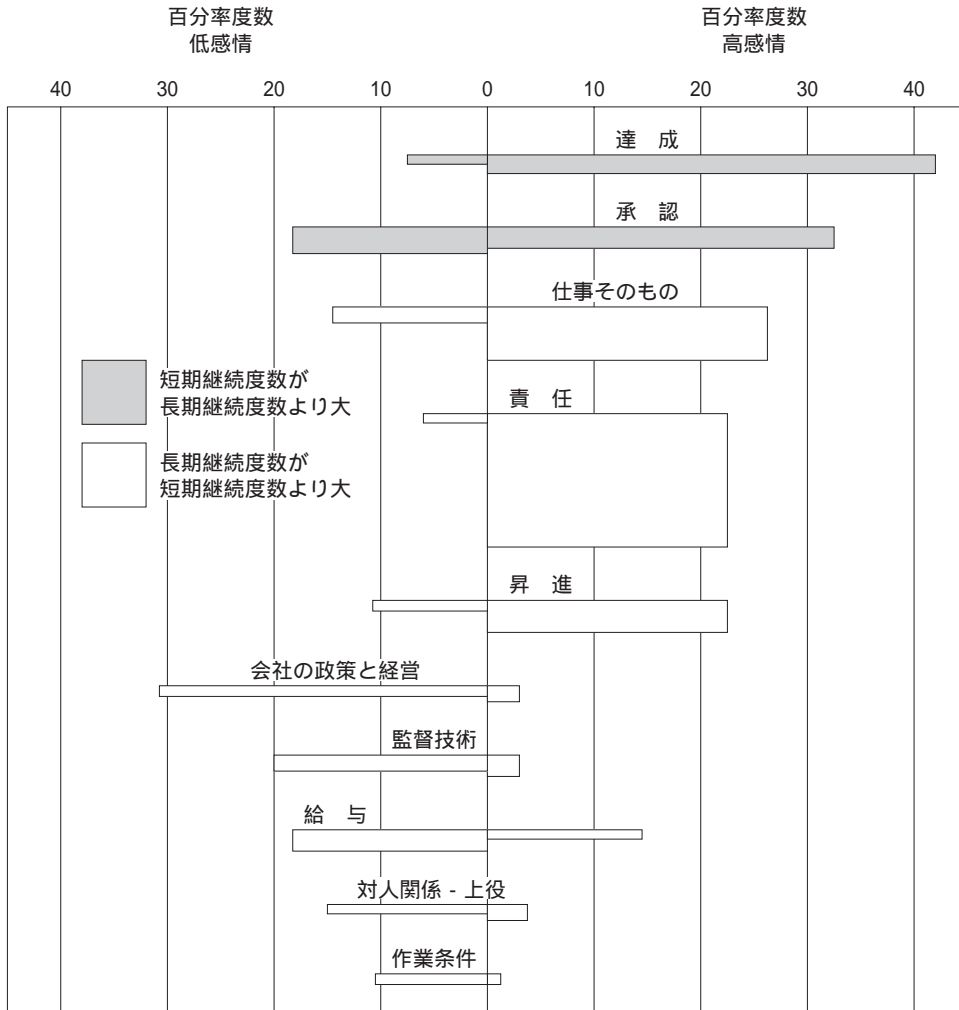 百分率度数
低感情
百分率度数
高感情
40 30 20 10 0 10 20 30 40
達 成
承 認
仕事そのもの
短期継続度数が
長期継続度数より大
責 任
長期継続度数が
短期継続度数より大
昇 進
会社の政策と経営
監督技術
給 与
対人関係 - 上役
作業条件